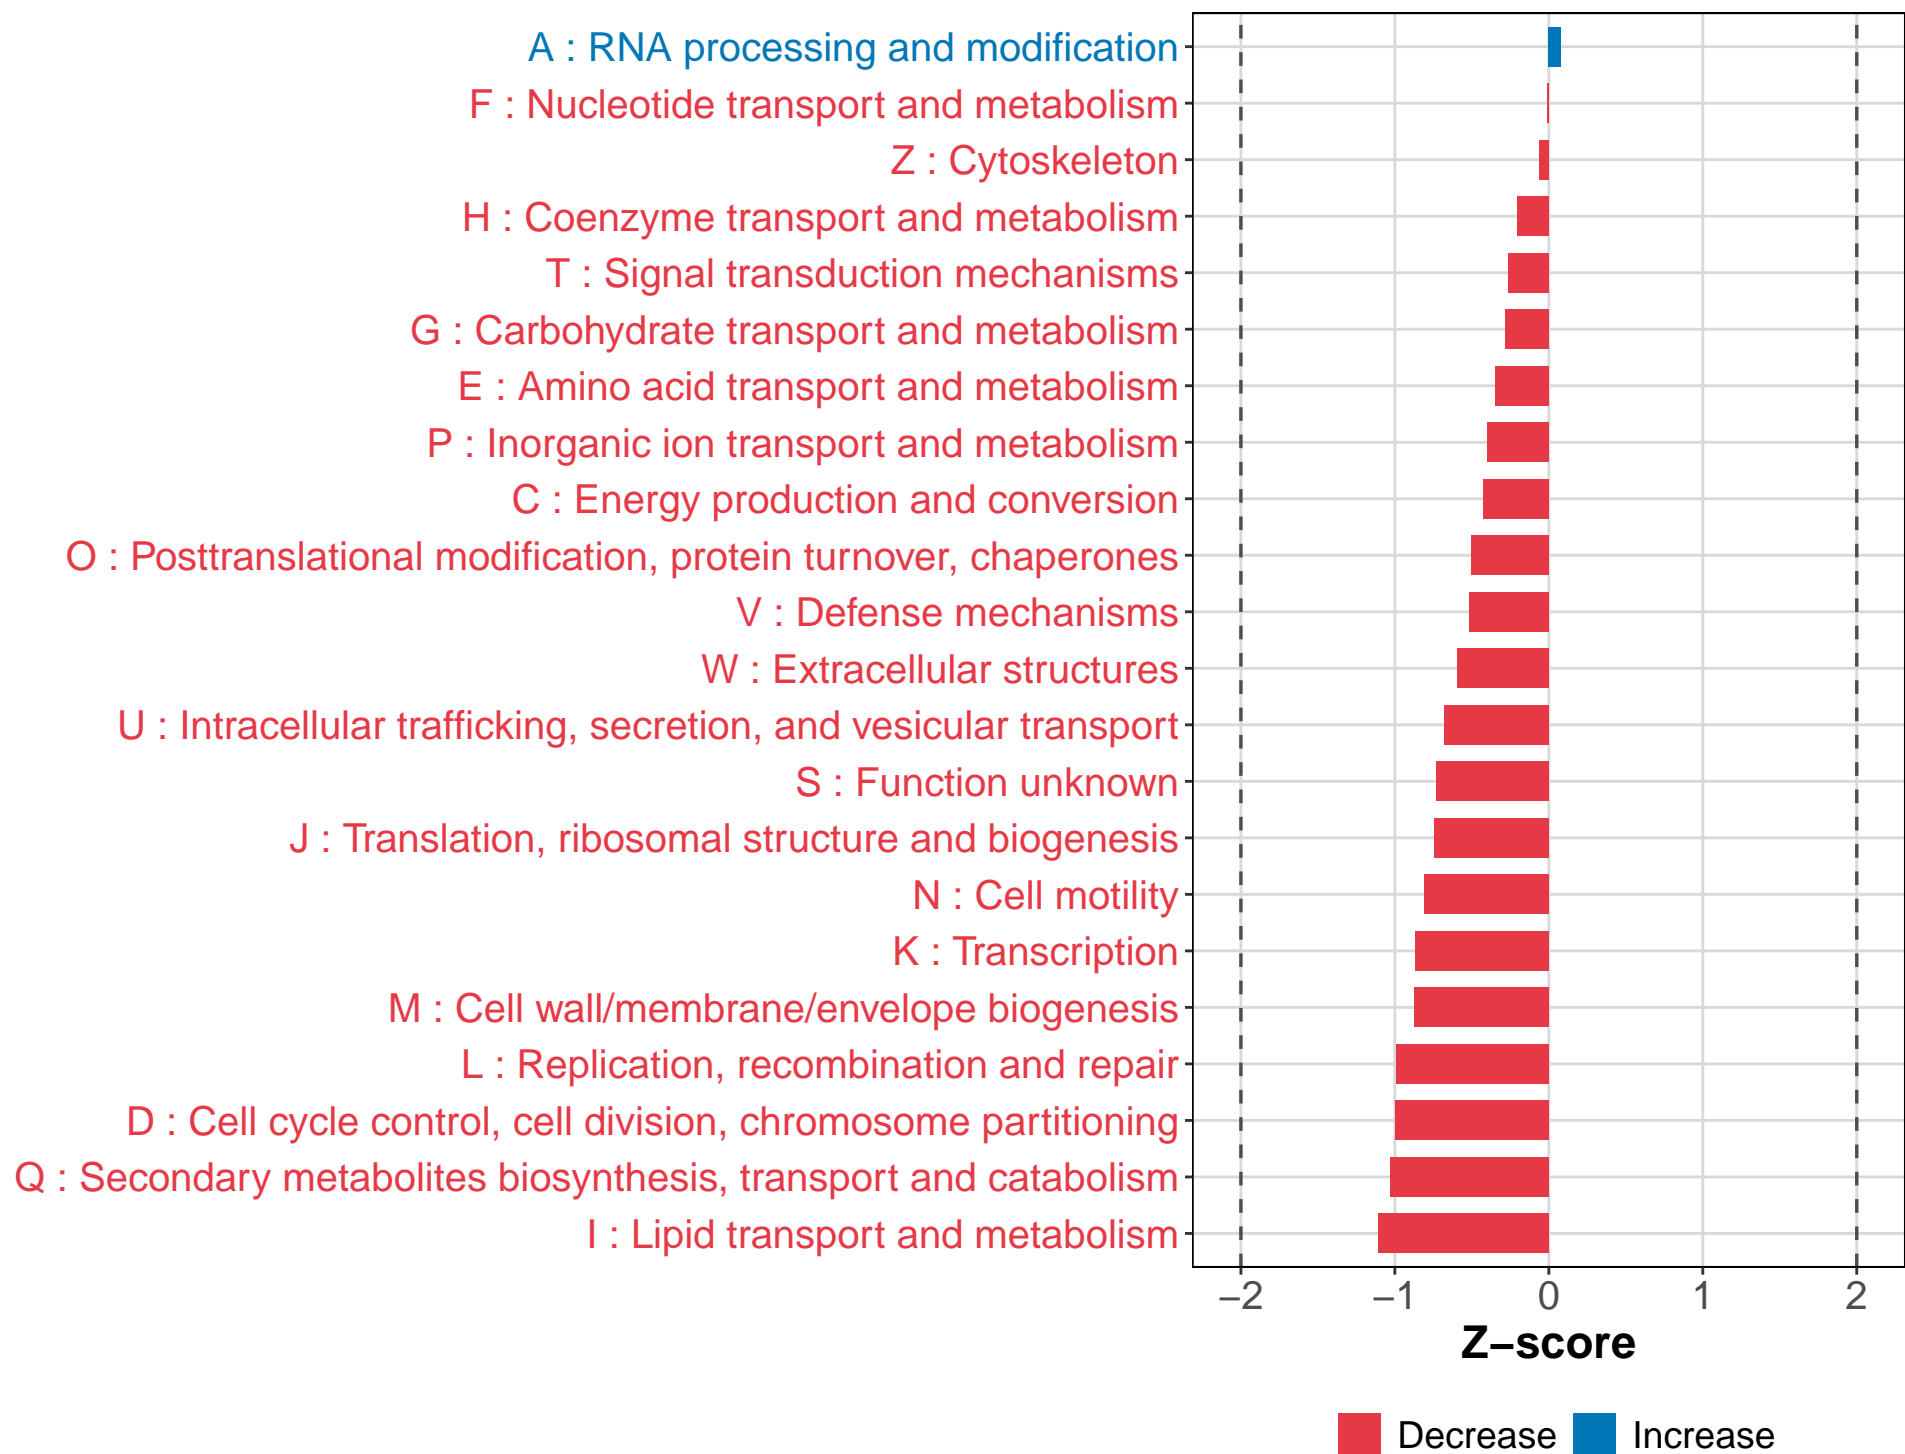 A : RNA processing and modification
F : Nucleotide transport and metabolism
Z : Cytoskeleton
H : Coenzyme transport and metabolism
T : Signal transduction mechanisms
G : Carbohydrate transport and metabolism
E : Amino acid transport and metabolism
P : Inorganic ion transport and metabolism
C : Energy production and conversion
O : Posttranslational modification, protein turnover, chaperones
V : Defense mechanisms
W : Extracellular structures
U : Intracellular trafficking, secretion, and vesicular transport
S : Function unknown
J : Translation, ribosomal structure and biogenesis
N : Cell motility
K : Transcription
M : Cell wall/membrane/envelope biogenesis
L : Replication, recombination and repair
D : Cell cycle control, cell division, chromosome partitioning
Q : Secondary metabolites biosynthesis, transport and catabolism
I : Lipid transport and metabolism
−2 −1 0 1 2
Z−score
Decrease Increase